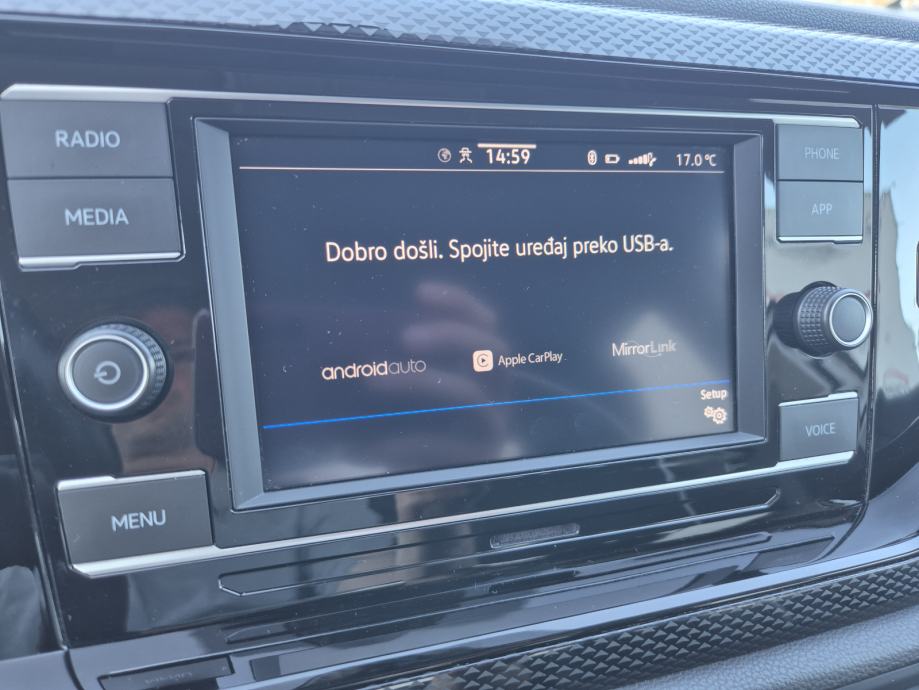 RADIO
MEDIA
MENU
14:59
17.0°C
Dobro došli. Spojite uređaj preko USB-a.
androidauto
Apple CarPlay
MirrorLink
Setup
PHONE
APP
VOICE